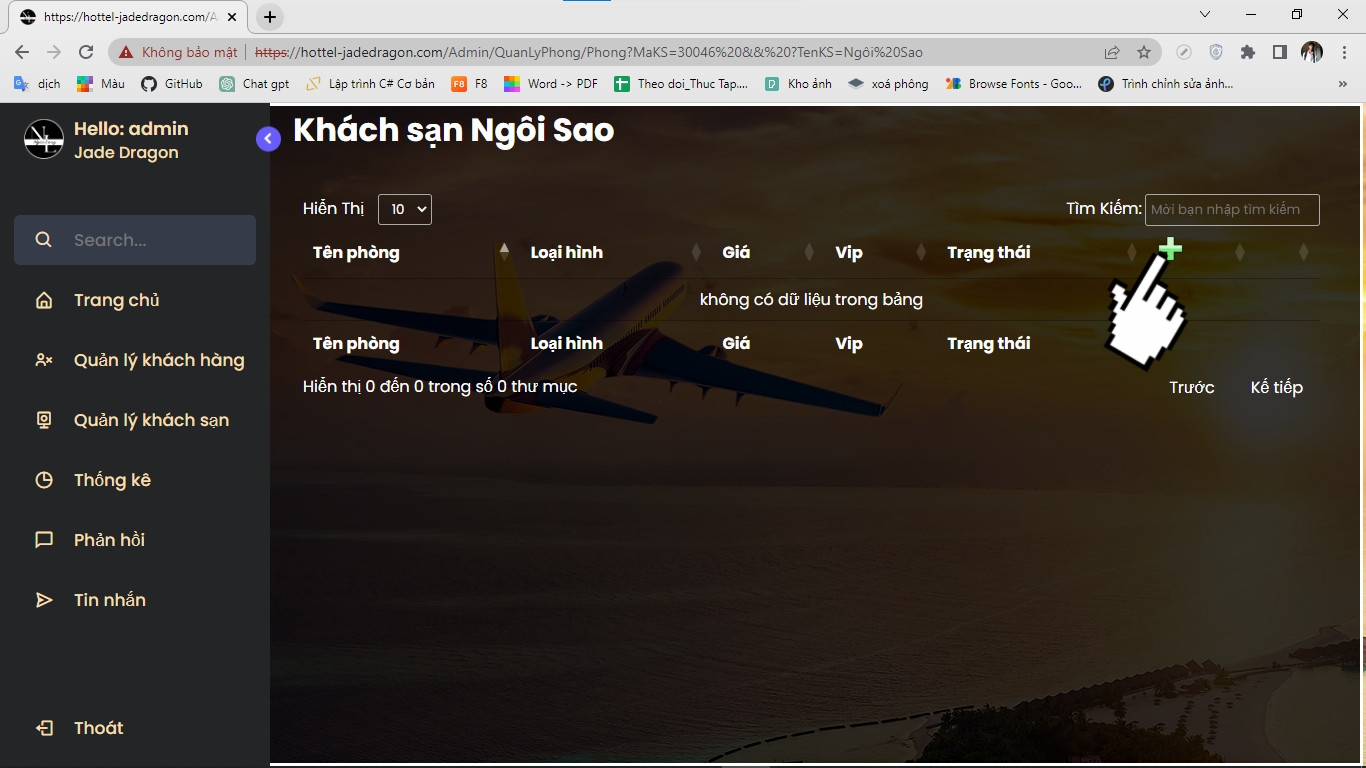 https://hottel-jadedragon.com/A
Không bảo mật | https://hottel-jadedragon.com/Admin/QuanLyPhong/Phong?MaKS=30046%20&&%20?TenKS=Ngôi%20Sao
dịch Màu GitHub Chat gpt Lập trình C# Cơ bản F8 F8 Word -> PDF Theo doi_Thuc Tap,... Kho ảnh xoá phông Browse Fonts - Goo... Trình chỉnh sửa ảnh... »
Hello: admin
Jade Dragon
Search...
Trang chủ
Quản lý khách hàng
Quản lý khách sạn
Thống kê
Phản hồi
Tin nhắn
Thoát
Khách sạn Ngôi Sao
Hiễn Thị 10 Tìm Kiếm: Mời bạn nhập tìm kiếm
Tên phòng Loại hình Giá Vip Trạng thái
không có dữ liệu trong bảng
Tên phòng Loại hình Giá Vip Trạng thái
Hiễn thị 0 đến 0 trong số 0 thư mục Trước Kế tiếp